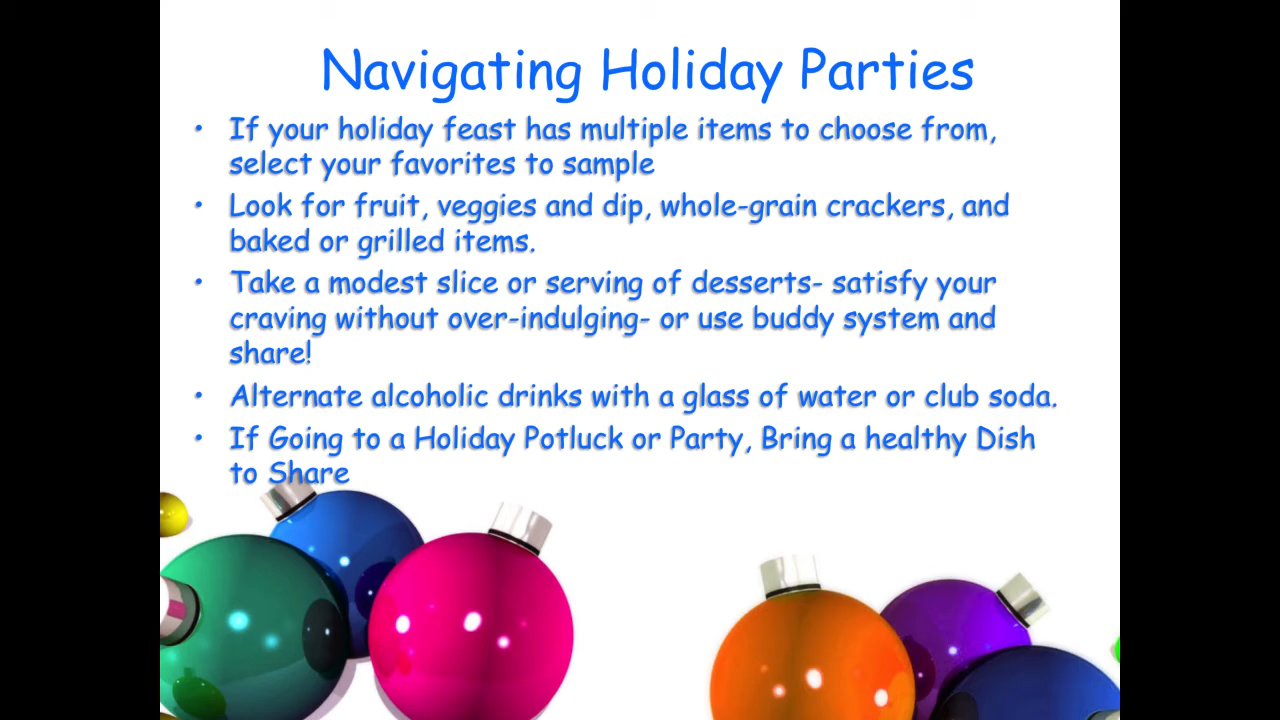 Navigating Holiday Parties
• If your holiday feast has multiple items to choose from,
select your favorites to sample
• Look for fruit, veggies and dip, whole-grain crackers, and
baked or grilled items.
• Take a modest slice or serving of desserts- satisfy your
craving without over-indulging- or use buddy system and
share!
• Alternate alcoholic drinks with a glass of water or club soda.
• If Going to a Holiday Potluck or Party, Bring a healthy Dish
to Share